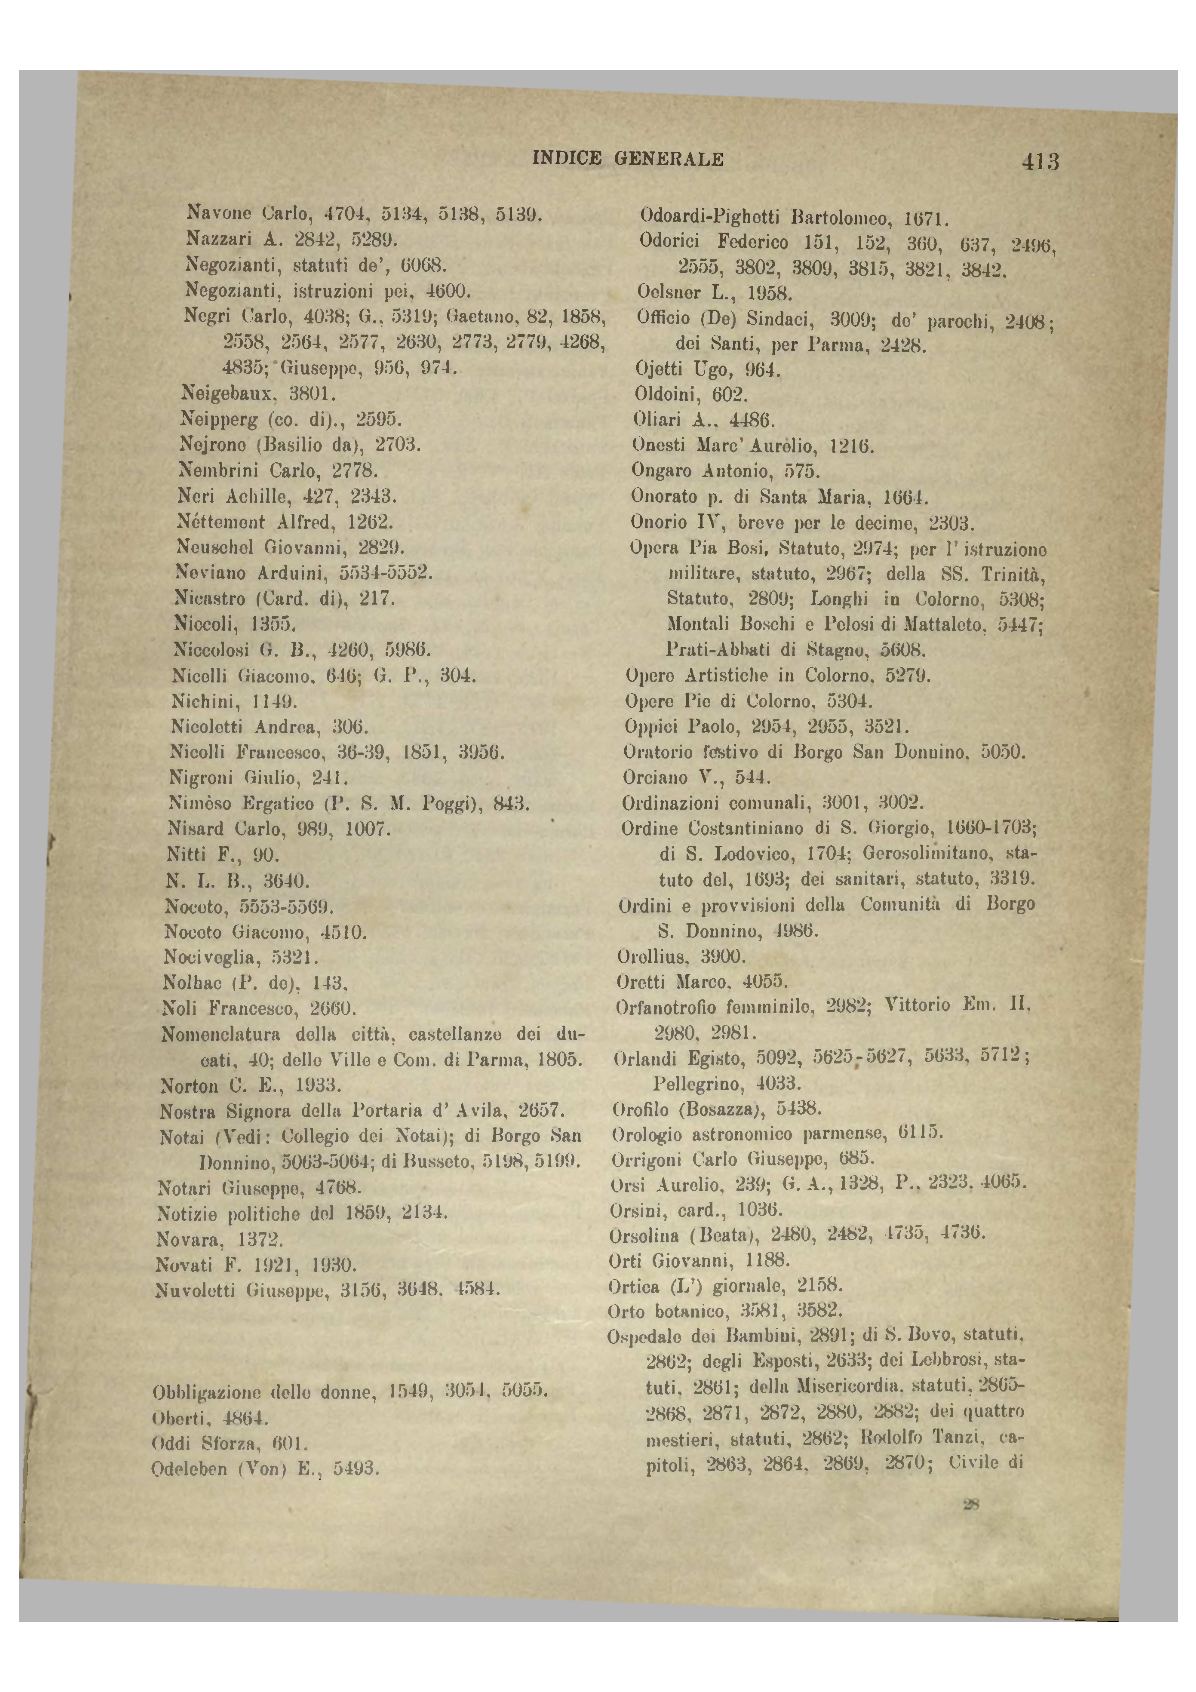 INDICE GENERALE 413
Navone Carlo, 4704, 5134, 5138, 5139.
Nazzari A. 2842, 5289.
Negozianti, statuti de', 6068.
Negozianti, istruzioni pei, 4600.
Negri Carlo, 4038; G., 5319; Gaetano, 82, 1858,
2558, 2564, 2577, 2630, 2773, 2779, 4268,
4835; Giuseppe, 956, 974.
Neigebaux, 3801.
Neipperg (co. di)., 2595.
Nejrone (Basilio da), 2703.
Nembrini Carlo, 2778.
Neri Achille, 427, 2343.
Néttement Alfred, 1262.
Neuschel Giovanni, 2829.
Neviano Arduini, 5534-5552.
Nicastro (Card. di), 217.
Niccoli, 1355.
Niccolosi G. B., 4260, 5986.
Nicelli Giacomo, 646; G. P., 304.
Nichini, 1149.
Nicoletti Andrea, 306.
Nicolli Francesco, 36-39, 1851, 3956.
Nigroni Giulio, 241.
Nimèso Ergatico (P. S. M. Poggi), 843.
Nisard Carlo, 989, 1007.
Nitti F., 90.
N. L. B., 3640.
Noceto, 5553-5569.
Noceto Giacomo, 4510.
Nociveglia, 5321.
Nolhac (P. de), 143.
Noli Francesco, 2660.
Nomenclatura della città, castellanze dei du-
cati, 40; delle Ville e Com. di Parma, 1805.
Norton C. E., 1933.
Nostra Signora della Portaria d' Avila, 2657.
Notai (Vedi: Collegio dei Notai); di Borgo San
Donnino, 5063-5064; di Busseto, 5198, 5199.
Notari Giuseppe, 4768.
Notizie politiche del 1859, 2134.
Novara, 1372.
Novati F. 1921, 1930.
Nuvoletti Giuseppe, 3156, 3648, 4584.
Obbligazione delle donne, 1549, 3054, 5055.
Oberti, 4864.
Oddi Sforza, 601.
Odeleben (Von) E., 5493.
Odoardi-Pighetti Bartolomeo, 1671.
Odorici Federico 151, 152, 360, 637, 2496,
2555, 3802, 3809, 3815, 3821, 3842.
Oelsner L., 1958.
Officio (De) Sindaci, 3009; de' parochi, 2408;
dei Santi, per Parma, 2428.
Ojetti Ugo, 964.
Oldoini, 602.
Oliari A., 4486.
Onesti Marc' Aurèlio, 1216.
Ongaro Antonio, 575.
Onorato p. di Santa Maria, 1664.
Onorio IV, breve per le decime, 2303.
Opera Pia Bosi, Statuto, 2974; per l' istruzione
militare, statuto, 2967; della SS. Trinità,
Statuto, 2809; Longhi in Colorno, 5308;
Montali Boschi e Pelosi di Mattaleto, 5447;
Prati-Abbati di Stagno, 5608.
Opere Artistiche in Colorno, 5279.
Opere Pie di Colorno, 5304.
Oppici Paolo, 2954, 2955, 3521.
Oratorio festivo di Borgo San Donnino, 5050.
Orciano V., 544.
Ordinazioni comunali, 3001, 3002.
Ordine Costantiniano di S. Giorgio, 1660-1703;
di S. Lodovico, 1704; Gerosolimitano, sta-
tuto del, 1693; dei sanitari, statuto, 3319.
Ordini e provvisioni della Comunità di Borgo
S. Donnino, 4986.
Orellius, 3900.
Oretti Marco, 4055.
Orfanotrofio femminile, 2982; Vittorio Em. II,
2980, 2981.
Orlandi Egisto, 5092, 5625-5627, 5633, 5712;
Pellegrino, 4033.
Orofilo (Bosazza), 5438.
Orologio astronomico parmense, 6115.
Orrigoni Carlo Giuseppe, 685.
Orsi Aurelio, 239; G. A., 1328, P., 2323, 4065.
Orsini, card., 1036.
Orsolina (Beata), 2480, 2482, 4735, 4736.
Orti Giovanni, 1188.
Ortica (L') giornale, 2158.
Orto botanico, 3581, 3582.
Ospedale dei Bambini, 2891; di S. Bovo, statuti,
2862; degli Esposti, 2633; dei Lebbrosi, sta-
tuti, 2861; della Misericordia, statuti, 2865-
2868, 2871, 2872, 2880, 2882; dei quattro
mestieri, statuti, 2862; Rodolfo Tanzi, ca-
pitoli, 2863, 2864, 2869, 2870; Civile di
28